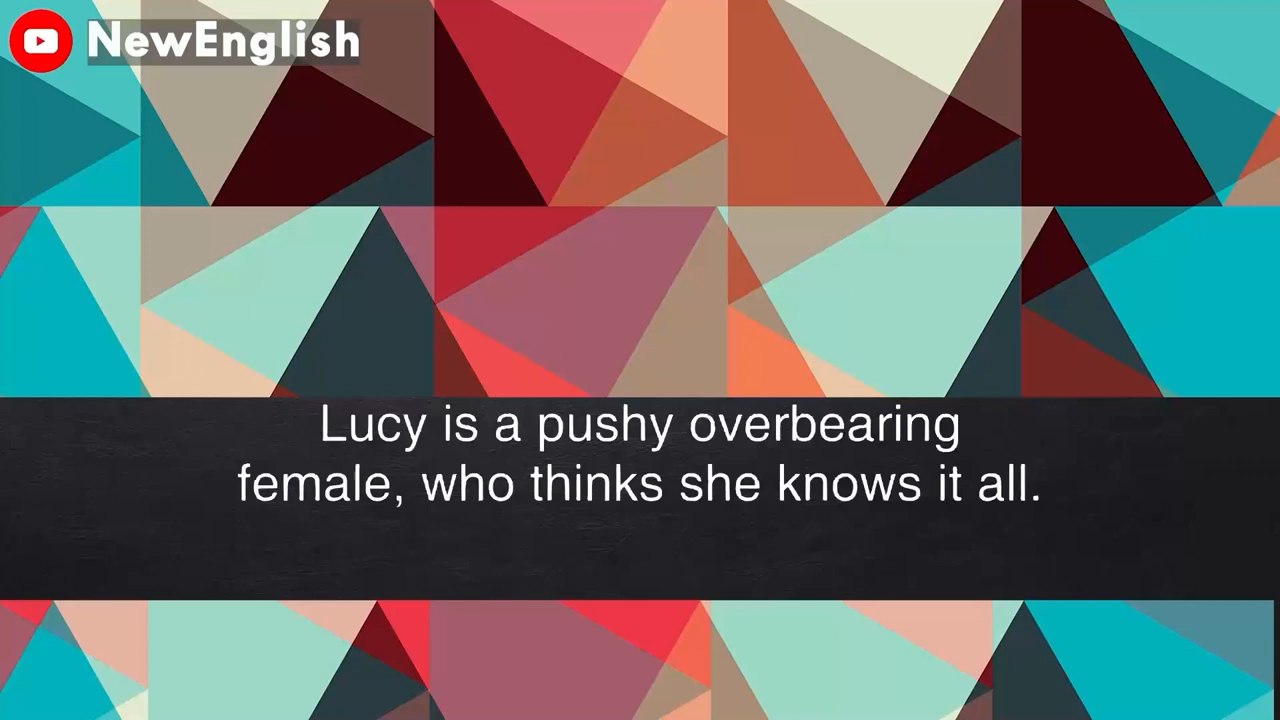 NewEnglish
Lucy is a pushy overbearing
female, who thinks she knows it all.